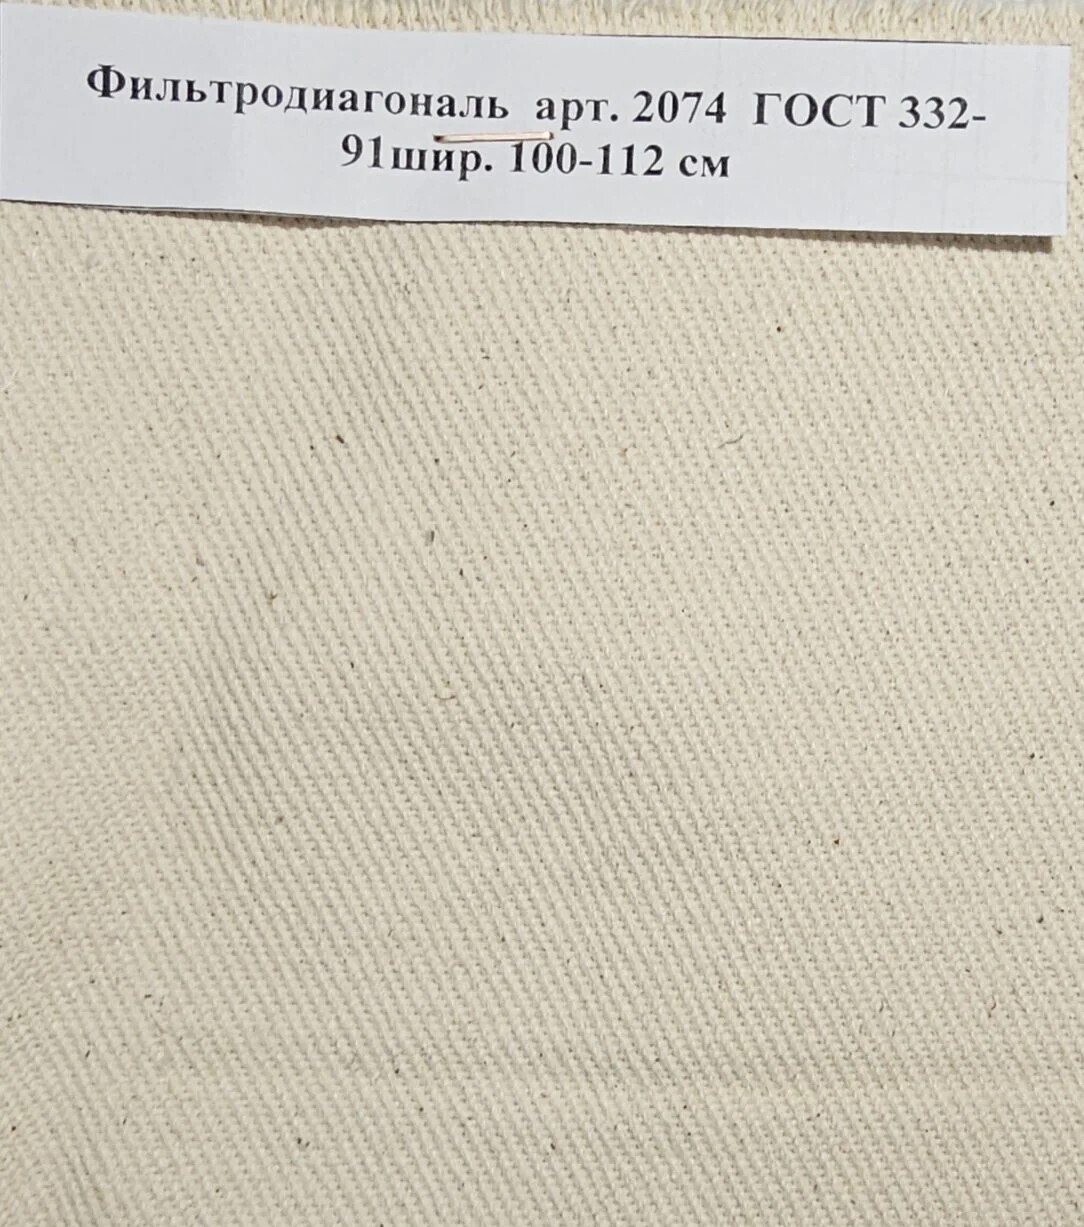 Фильтродиагональ арт. 2074 ГОСТ 332-
91шир. 100-112 см